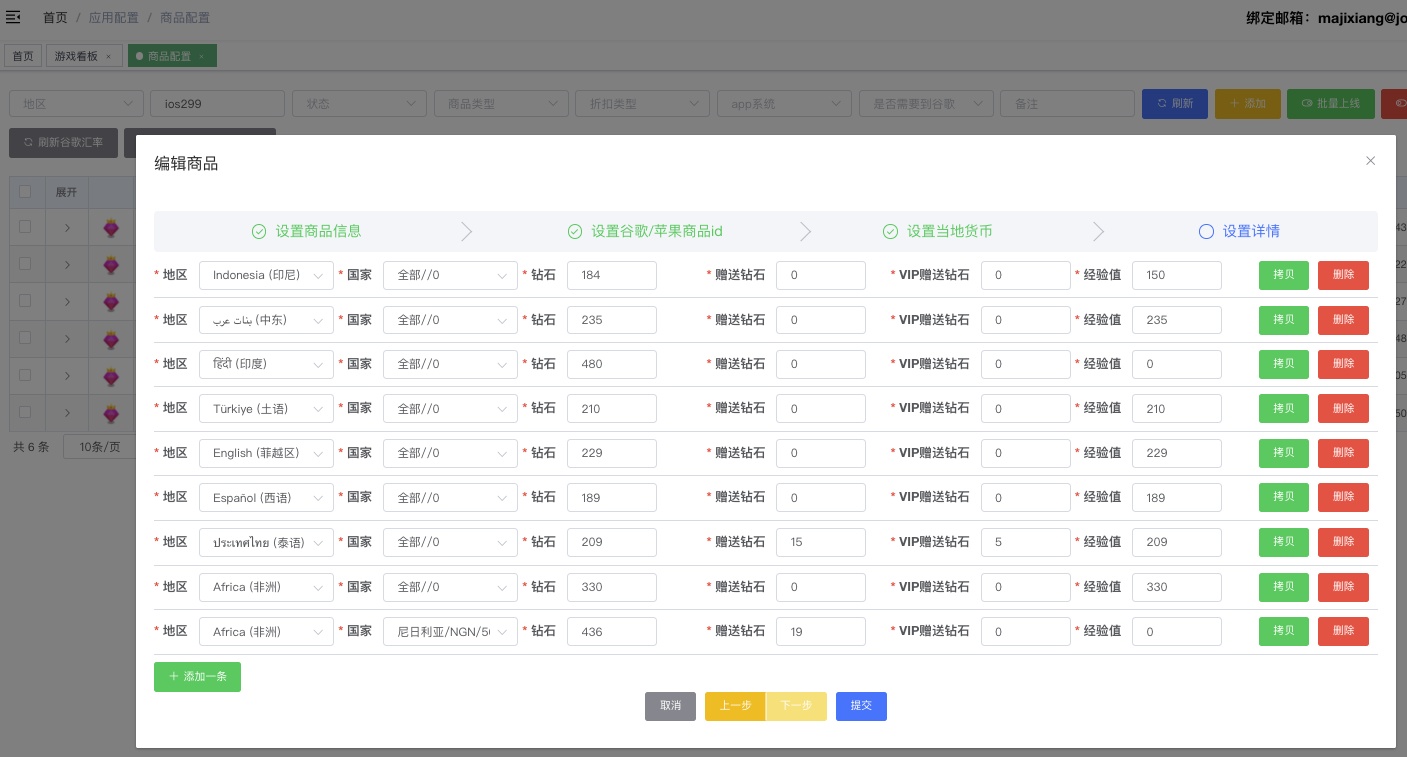 首页 / 应用配置 / 商品配置 绑定邮箱：majixiang@jo
首页 游戏看板 × 商品配置 ×
地区 ios299 状态 商品类型 折扣类型 app系统 是否需要到谷歌 备注 刷新 + 添加 批量上线
刷新谷歌汇率
编辑商品
展开
设置商品信息 设置谷歌/苹果商品id 设置当地货币 设置详情
* 地区 Indonesia (印尼) * 国家 全部//0 * 钻石 184 * 赠送钻石 0 * VIP赠送钻石 0 * 经验值 150 拷贝 删除
* 地区 بنات عرب (中东) * 国家 全部//0 * 钻石 235 * 赠送钻石 0 * VIP赠送钻石 0 * 经验值 235 拷贝 删除
* 地区 हिंदी (印度) * 国家 全部//0 * 钻石 480 * 赠送钻石 0 * VIP赠送钻石 0 * 经验值 0 拷贝 删除
* 地区 Türkiye (土语) * 国家 全部//0 * 钻石 210 * 赠送钻石 0 * VIP赠送钻石 0 * 经验值 210 拷贝 删除
* 地区 English (菲越区) * 国家 全部//0 * 钻石 229 * 赠送钻石 0 * VIP赠送钻石 0 * 经验值 229 拷贝 删除
* 地区 Español (西语) * 国家 全部//0 * 钻石 189 * 赠送钻石 0 * VIP赠送钻石 0 * 经验值 189 拷贝 删除
* 地区 ประเทศไทย (泰语) * 国家 全部//0 * 钻石 209 * 赠送钻石 15 * VIP赠送钻石 5 * 经验值 209 拷贝 删除
* 地区 Africa (非洲) * 国家 全部//0 * 钻石 330 * 赠送钻石 0 * VIP赠送钻石 0 * 经验值 330 拷贝 删除
* 地区 Africa (非洲) * 国家 尼日利亚/NGN/5 * 钻石 436 * 赠送钻石 19 * VIP赠送钻石 0 * 经验值 0 拷贝 删除
共 6 条 10条/页
+ 添加一条
取消 上一步 下一步 提交